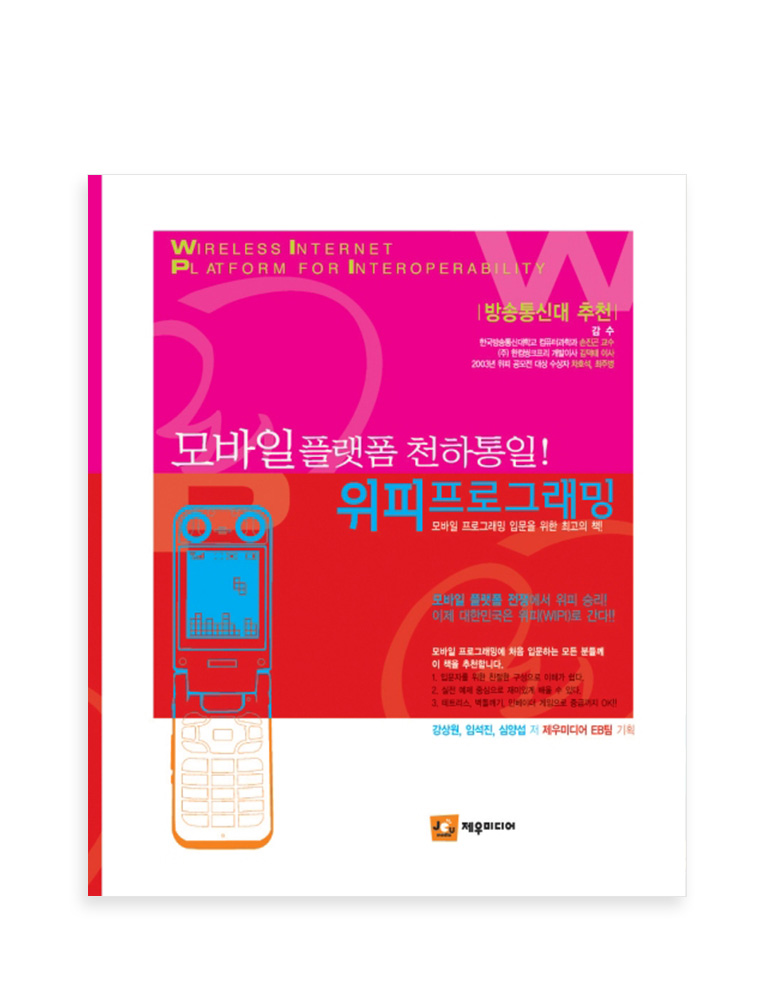 WIRELESS INTERNET
PLATFORM FOR INTEROPERABILITY
방송통신대 추천
감 수
한국방송통신대학교 컴퓨터과학과 손진곤 교수
(주) 한컴씽크프리 개발이사 김덕태 이사
2003년 위피 공모전 대상 수상자 차호석, 최주명
모바일 플랫폼 천하통일!
위피 프로그래밍
모바일 프로그래밍 입문을 위한 최고의 책!
모바일 플랫폼 전쟁에서 위피 승리!
이제 대한민국은 위피(WIPI)로 간다!!
모바일 프로그래밍에 처음 입문하는 모든 분들께
이 책을 추천합니다.
1. 입문자를 위한 친절한 구성으로 이해가 쉽다.
2. 실전 예제 중심으로 재미있게 배울 수 있다.
3. 테트리스, 벽돌깨기, 컨베이어 게임으로 중급까지 OK!!
강상원, 임석진, 심양섭 저 제우미디어 EB팀 기획
JEU media 제우미디어